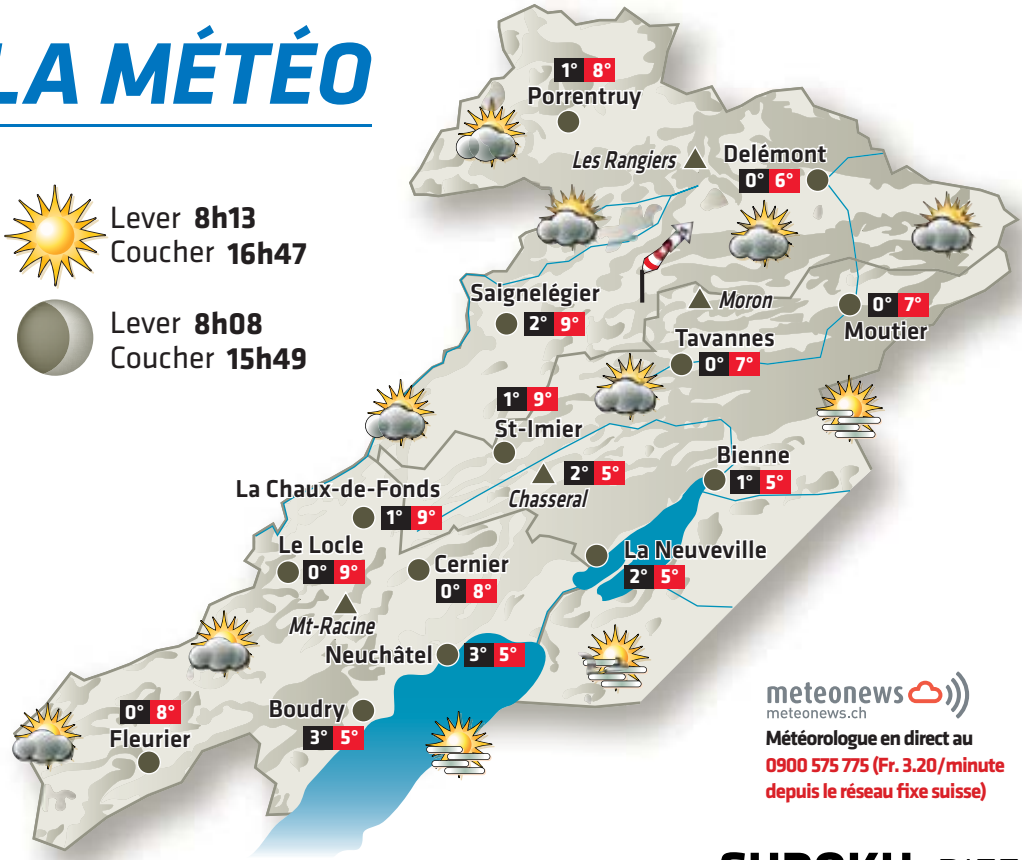 LA MÉTÉO
Lever 8h13
Coucher 16h47
Lever 8h08
Coucher 15h49
1° 8°
Porrentruy
Les Rangiers
Delémont
0° 6°
Saignelégier
2° 9°
Moron
0° 7°
Moutier
Tavannes
0° 7°
1° 9°
St-Imier
2° 5°
Chasseral
Bienne
1° 5°
La Chaux-de-Fonds
1° 9°
Le Locle
0° 9°
Cernier
0° 8°
La Neuveville
2° 5°
Mt-Racine
Neuchâtel 3° 5°
Boudry
3° 5°
0° 8°
Fleurier
meteonews
meteonews.ch
Météorologue en direct au
0900 575 775 (Fr. 3.20/minute
depuis le réseau fixe suisse)